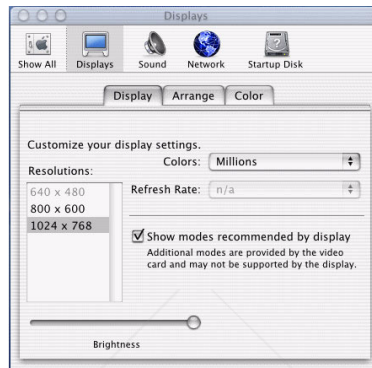 Displays
Show All Displays Sound Network Startup Disk
Display Arrange Color
Customize your display settings.
Colors: Millions
Resolutions:
640 x 480
Refresh Rate: n/a
800 x 600
1024 x 768
Show modes recommended by display
Additional modes are provided by the video
card and may not be supported by the display.
Brightness